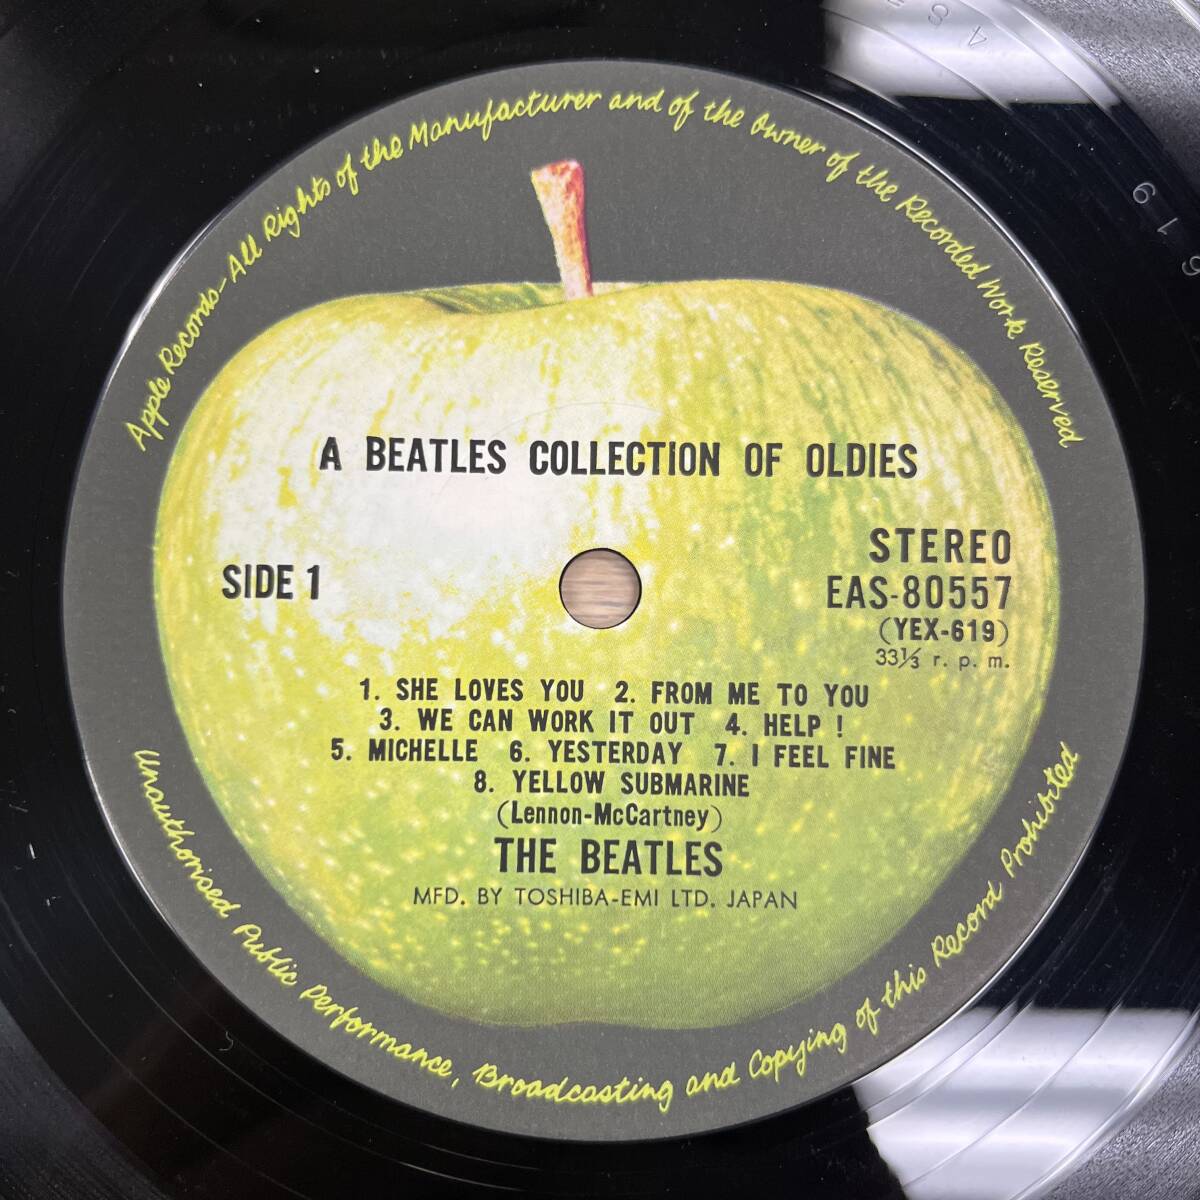 Apple Records-All Rights of the Manufacturer and of the Owner of the Recorded Work Reserved
A BEATLES COLLECTION OF OLDIES
STEREO
SIDE 1
EAS-80557
(YEX-619)
33⅓ r. p. m.
1. SHE LOVES YOU 2. FROM ME TO YOU
3. WE CAN WORK IT OUT 4. HELP !
5. MICHELLE 6. YESTERDAY 7. I FEEL FINE
8. YELLOW SUBMARINE
(Lennon-McCartney)
THE BEATLES
MFD. BY TOSHIBA-EMI LTD. JAPAN
Unauthorised Public Performance, Broadcasting and Copying of this Record Prohibited